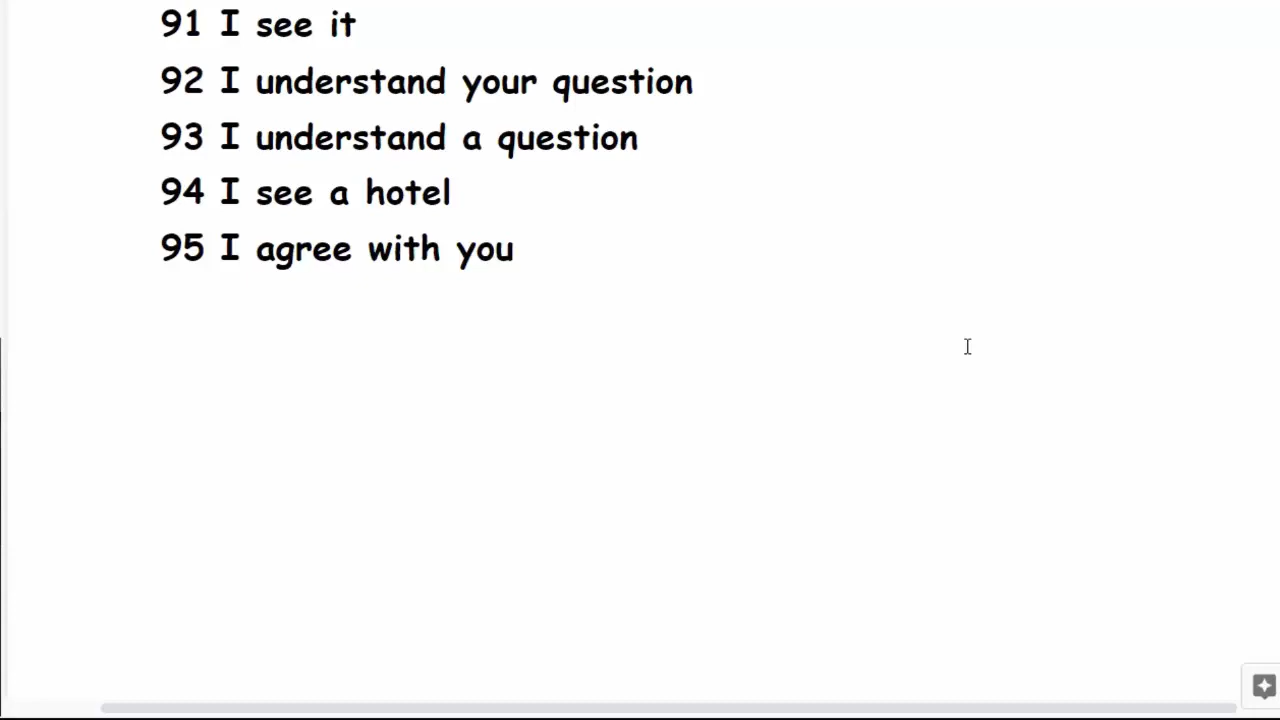 91 I see it
92 I understand your question
93 I understand a question
94 I see a hotel
95 I agree with you